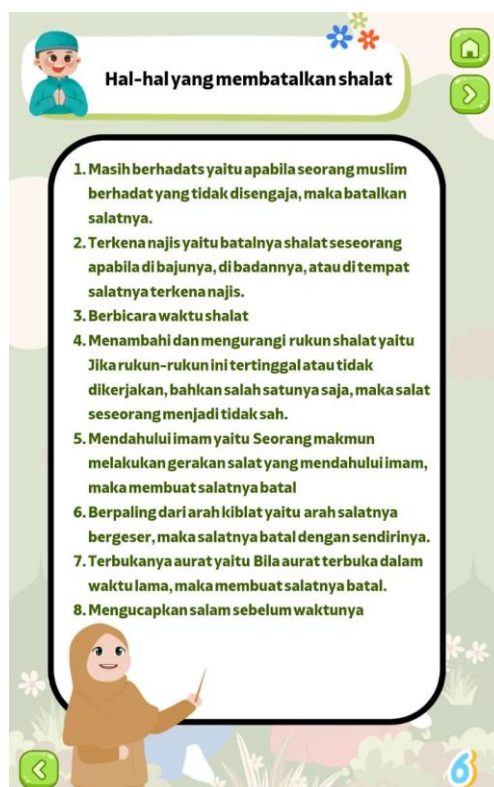 Hal-hal yang membatalkan shalat
1. Masih berhadats yaitu apabila seorang muslim
berhadat yang tidak disengaja, maka batalkan
salatnya.
2. Terkena najis yaitu batalnya shalat seseorang
apabila di bajunya, di badannya, atau di tempat
salatnya terkena najis.
3. Berbicara waktu shalat
4. Menambahi dan mengurangi rukun shalat yaitu
Jika rukun-rukun ini tertinggal atau tidak
dikerjakan, bahkan salah satunya saja, maka salat
seseorang menjadi tidak sah.
5. Mendahului imam yaitu Seorang makmun
melakukan gerakan salat yang mendahului imam,
maka membuat salatnya batal
6. Berpaling dari arah kiblat yaitu arah salatnya
bergeser, maka salatnya batal dengan sendirinya.
7. Terbukanya aurat yaitu Bila aurat terbuka dalam
waktu lama, maka membuat salatnya batal.
8. Mengucapkan salam sebelum waktunya
6